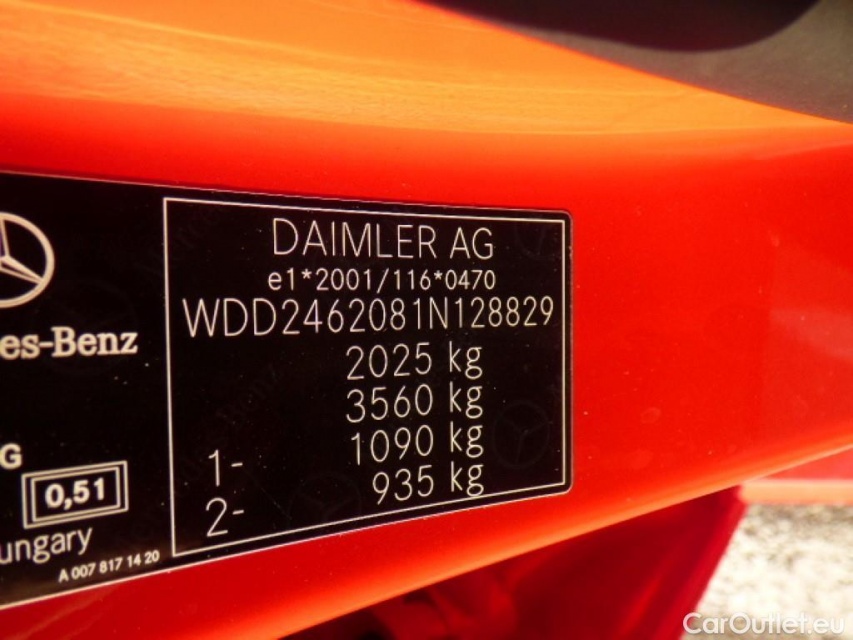 DAIMLER AG
e1*2001/116*0470
WDD2462081N128829
2025 kg
3560 kg
1- 1090 kg
2- 935 kg
es-Benz
G
0,51
ungary
A 007 817 14 20
CarOutlet.eu